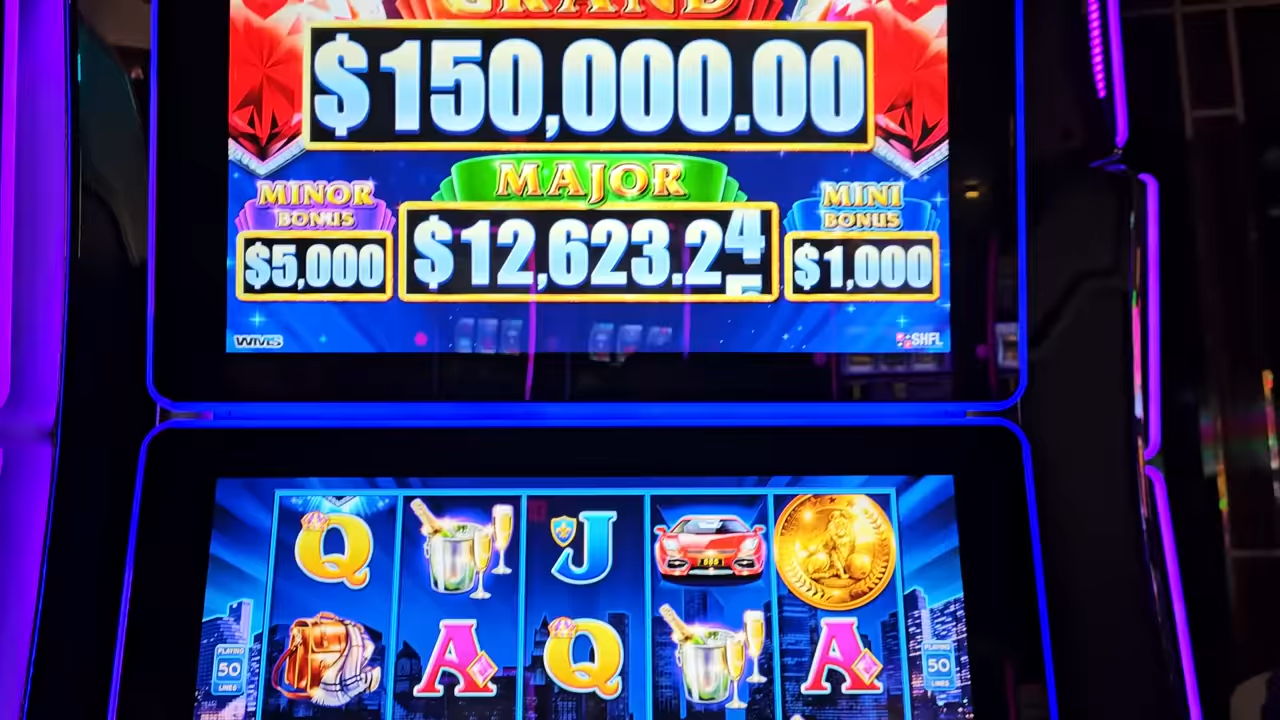 GRAND
$150,000.00
MAJOR
MINOR
BONUS
MINI
BONUS
$5,000
$12,623.24
$1,000
WMS
SHFL
Q
J
A
Q
A
PLAYING
50
LINES
PLAYING
50
LINES